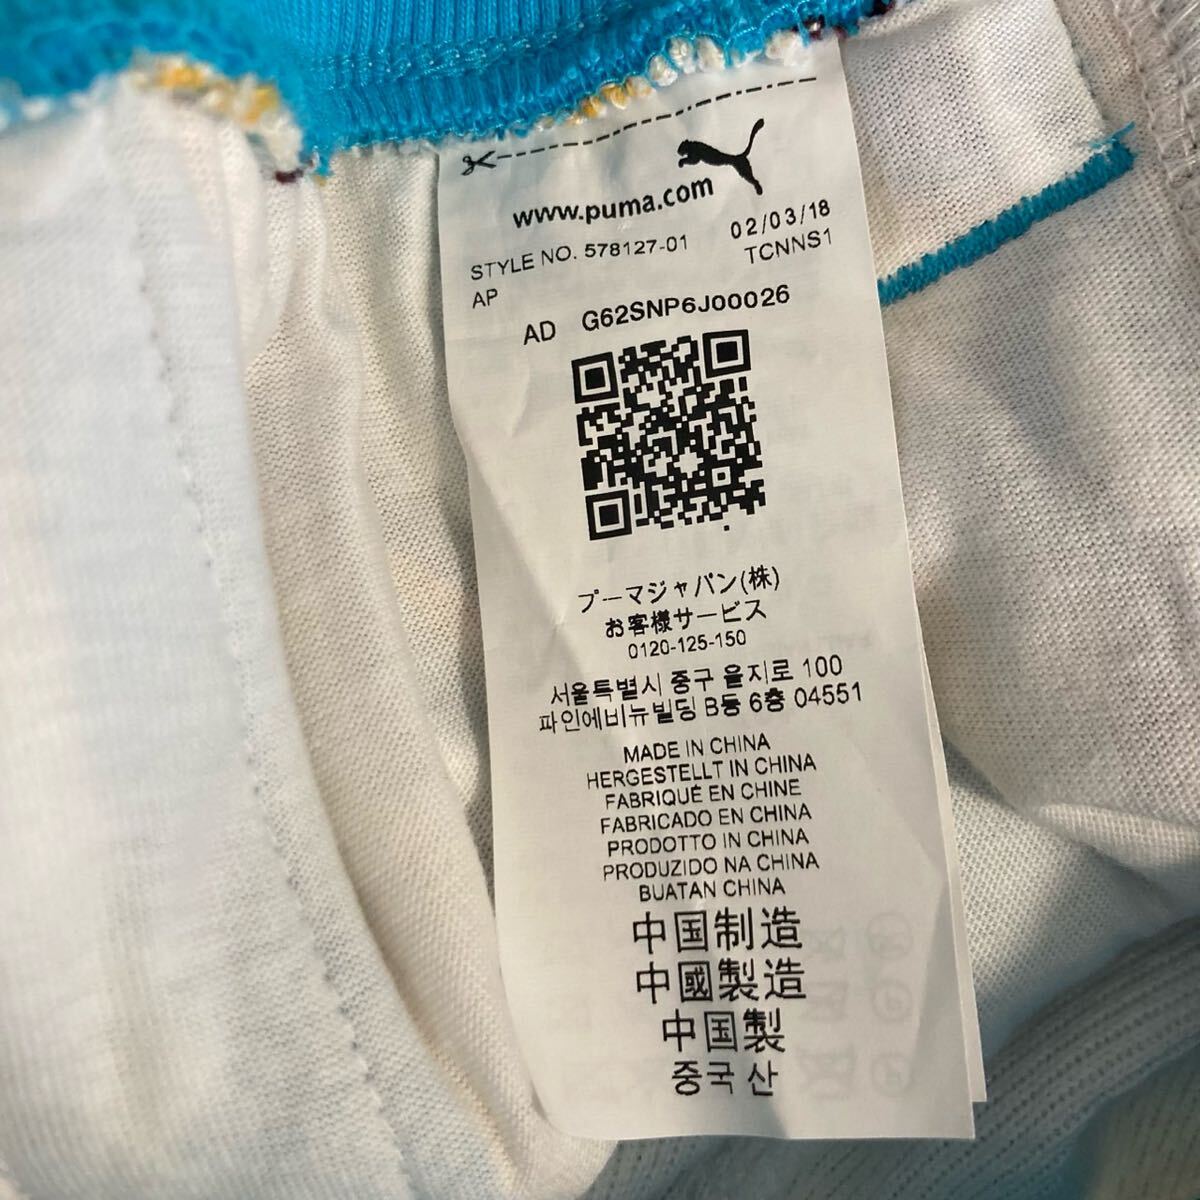 www.puma.com
STYLE NO. 578127-01 02/03/18
AP TCNNS1
AD G62SNP6J00026
プーマジャパン(株)
お客様サービス
0120-125-150
서울특별시 중구 을지로 100
파인에비뉴빌딩 B동 6층 04551
MADE IN CHINA
HERGESTELLT IN CHINA
FABRIQUÉ EN CHINE
FABRICADO EN CHINA
PRODOTTO IN CHINA
PRODUZIDO NA CHINA
BUATAN CHINA
中国制造
中國製造
中国製
중국 산